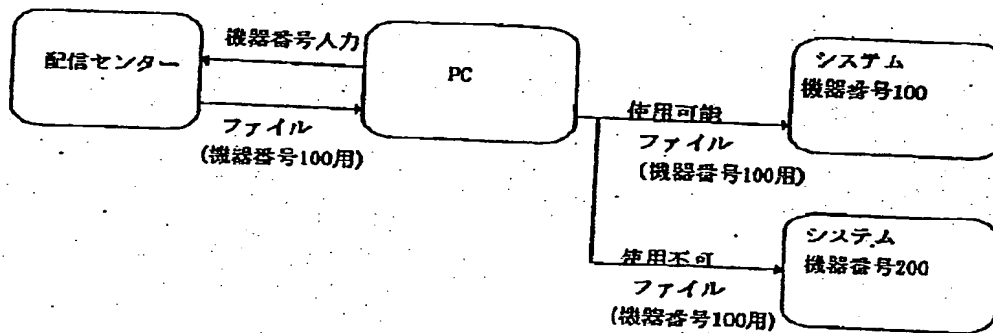 配信センター
機器番号入力
ファイル
(機器番号100用)
PC
使用可能
ファイル
(機器番号100用)
システム
機器番号100
使用不可
ファイル
(機器番号100用)
システム
機器番号200